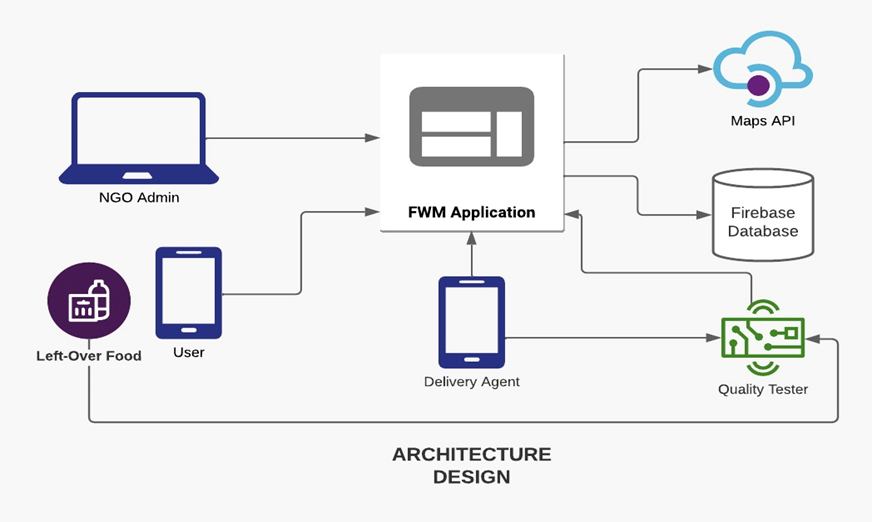 Maps API
NGO Admin
FWM Application
Firebase
Database
Left-Over Food
User
Delivery Agent
Quality Tester
ARCHITECTURE
DESIGN